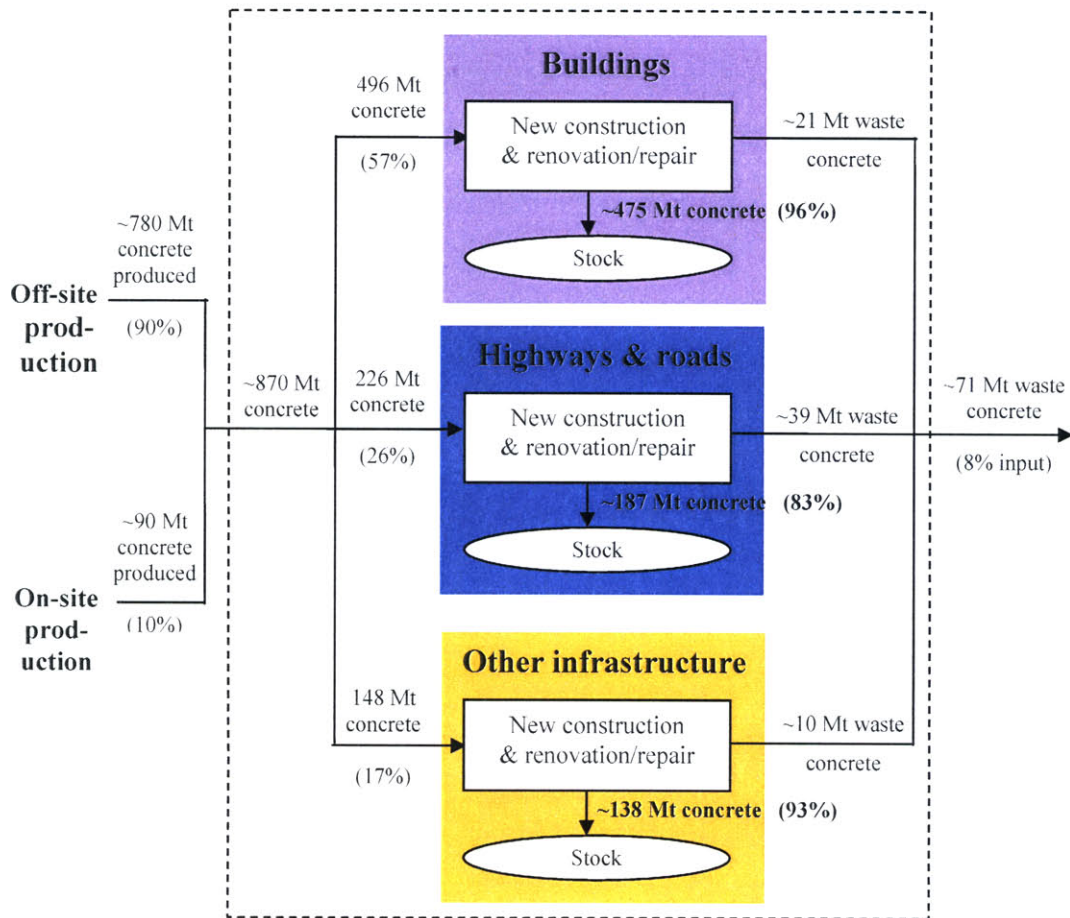 Buildings
496 Mt
concrete
(57%)
New construction
& renovation/repair
~21 Mt waste
concrete
~475 Mt concrete (96%)
Stock
~780 Mt
concrete
produced
Off-site
prod-
uction
(90%)
Highways & roads
~870 Mt
concrete
226 Mt
concrete
(26%)
New construction
& renovation/repair
~39 Mt waste
concrete
~71 Mt waste
concrete
(8% input)
~187 Mt concrete (83%)
Stock
~90 Mt
concrete
produced
On-site
prod-
uction
(10%)
Other infrastructure
148 Mt
concrete
(17%)
New construction
& renovation/repair
~10 Mt waste
concrete
~138 Mt concrete (93%)
Stock